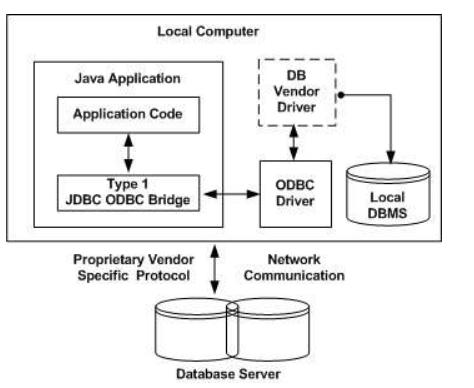 Local Computer
Java Application
Application Code
Type 1
JDBC ODBC Bridge
DB
Vendor
Driver
ODBC
Driver
Local
DBMS
Proprietary Vendor
Specific Protocol
Network
Communication
Database Server